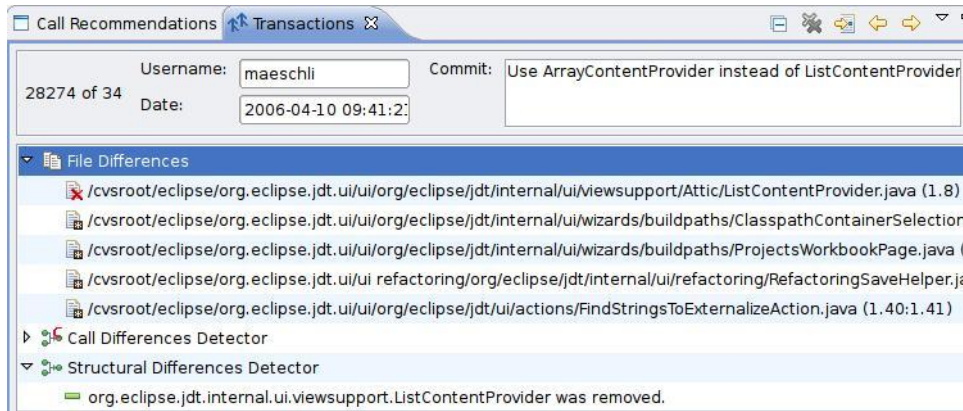 Call Recommendations Transactions
Username: maeschli Commit: Use ArrayContentProvider instead of ListContentProvider
28274 of 34
Date: 2006-04-10 09:41:2
File Differences
/cvsroot/eclipse/org.eclipse.jdt.ui/ui/org/eclipse/jdt/internal/ui/viewsupport/Attic/ListContentProvider.java (1.8)
/cvsroot/eclipse/org.eclipse.jdt.ui/ui/org/eclipse/jdt/internal/ui/wizards/buildpaths/ClasspathContainerSelection
/cvsroot/eclipse/org.eclipse.jdt.ui/ui/org/eclipse/jdt/internal/ui/wizards/buildpaths/ProjectsWorkbookPage.java (
/cvsroot/eclipse/org.eclipse.jdt.ui/ui refactoring/org/eclipse/jdt/internal/ui/refactoring/RefactoringSaveHelper.ja
/cvsroot/eclipse/org.eclipse.jdt.ui/ui/org/eclipse/jdt/ui/actions/FindStringsToExternalizeAction.java (1.40:1.41)
Call Differences Detector
Structural Differences Detector
org.eclipse.jdt.internal.ui.viewsupport.ListContentProvider was removed.